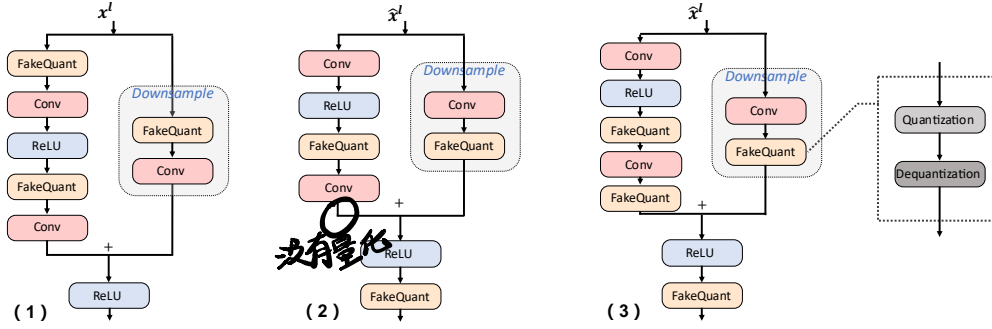 x^l
FakeQuant
Conv
ReLU
FakeQuant
Conv
Downsample
FakeQuant
Conv
+
ReLU
(1)
x̂^l
Conv
ReLU
FakeQuant
Conv
Downsample
Conv
FakeQuant
+
没有量化
ReLU
FakeQuant
(2)
x̂^l
Conv
ReLU
FakeQuant
Conv
FakeQuant
Downsample
Conv
FakeQuant
+
ReLU
FakeQuant
(3)
Quantization
Dequantization